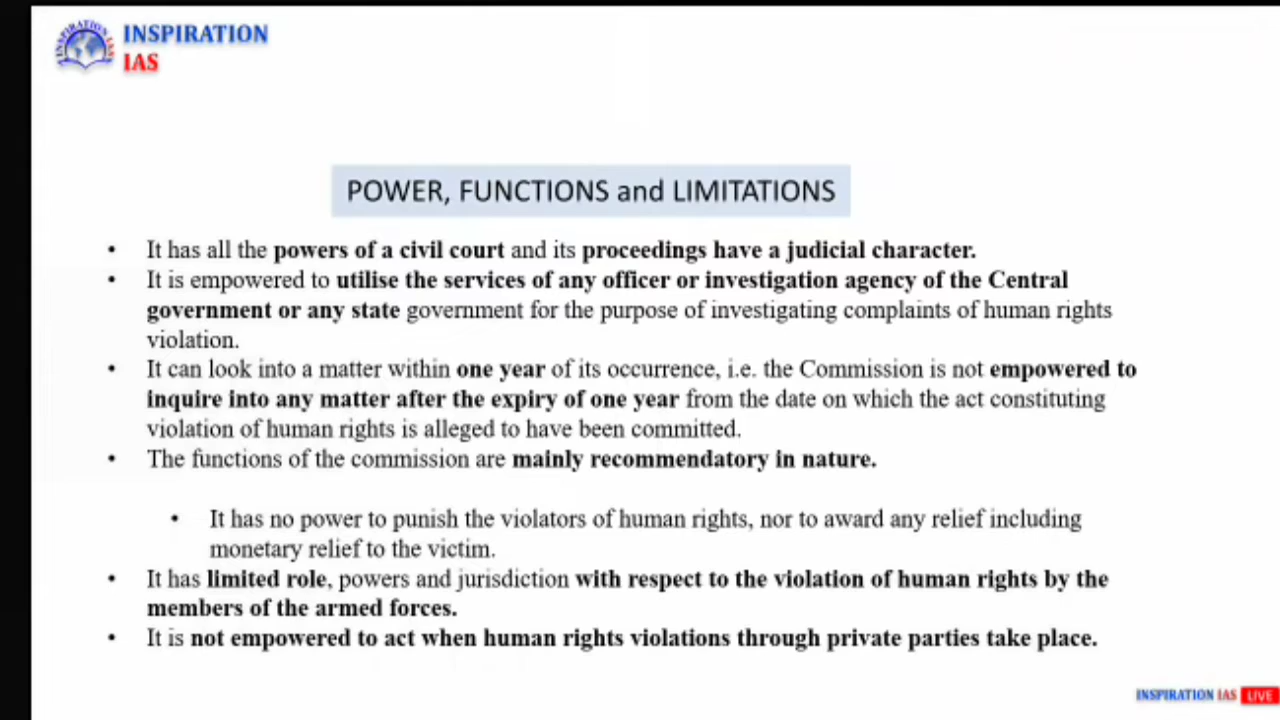 INSPIRATION
IAS
INSPIRATION IAS
POWER, FUNCTIONS and LIMITATIONS
• It has all the powers of a civil court and its proceedings have a judicial character.
• It is empowered to utilise the services of any officer or investigation agency of the Central
government or any state government for the purpose of investigating complaints of human rights
violation.
• It can look into a matter within one year of its occurrence, i.e. the Commission is not empowered to
inquire into any matter after the expiry of one year from the date on which the act constituting
violation of human rights is alleged to have been committed.
• The functions of the commission are mainly recommendatory in nature.
• It has no power to punish the violators of human rights, nor to award any relief including
monetary relief to the victim.
• It has limited role, powers and jurisdiction with respect to the violation of human rights by the
members of the armed forces.
• It is not empowered to act when human rights violations through private parties take place.
INSPIRATION IAS LIVE